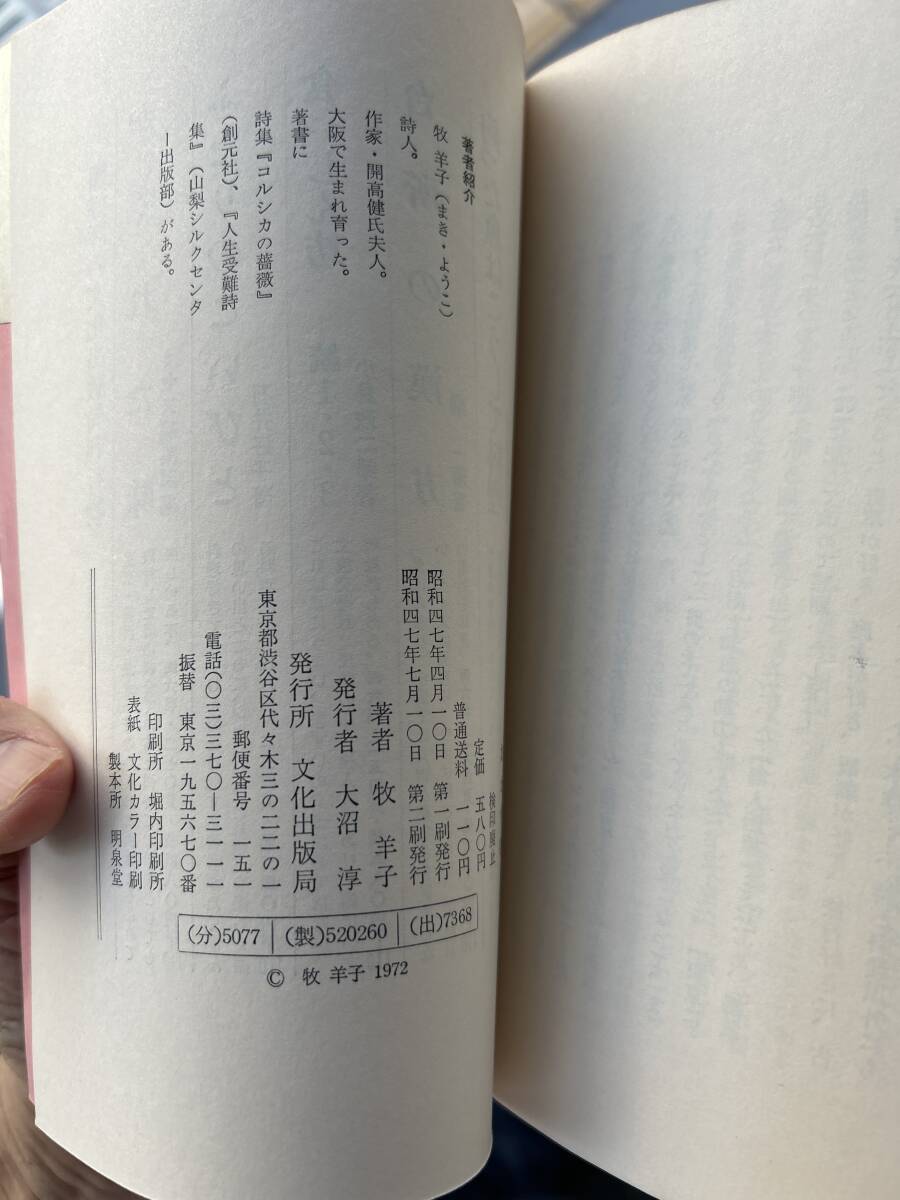 著者紹介
牧 羊子（まき・ようこ）
詩人。
作家・開高健氏夫人。
大阪で生まれ育った。
著書に
詩集『コルシカの薔薇』
（創元社）、『人生受難詩
集』（山梨シルクセンタ
ー出版部）がある。
検印廃止
定価 五八〇円
普通送料 一一〇円
昭和四七年四月一〇日 第一刷発行
昭和四七年七月一〇日 第二刷発行
著者 牧 羊子
発行者 大沼 淳
発行所 文化出版局
東京都渋谷区代々木三の二二の一
郵便番号 一五一
電話(〇三)三七〇―三一一一
振替 東京一九五六七〇番
印刷所 堀内印刷所
表紙 文化カラー印刷
製本所 明泉堂
(分)5077 (製)520260 (出)7368
© 牧 羊子 1972